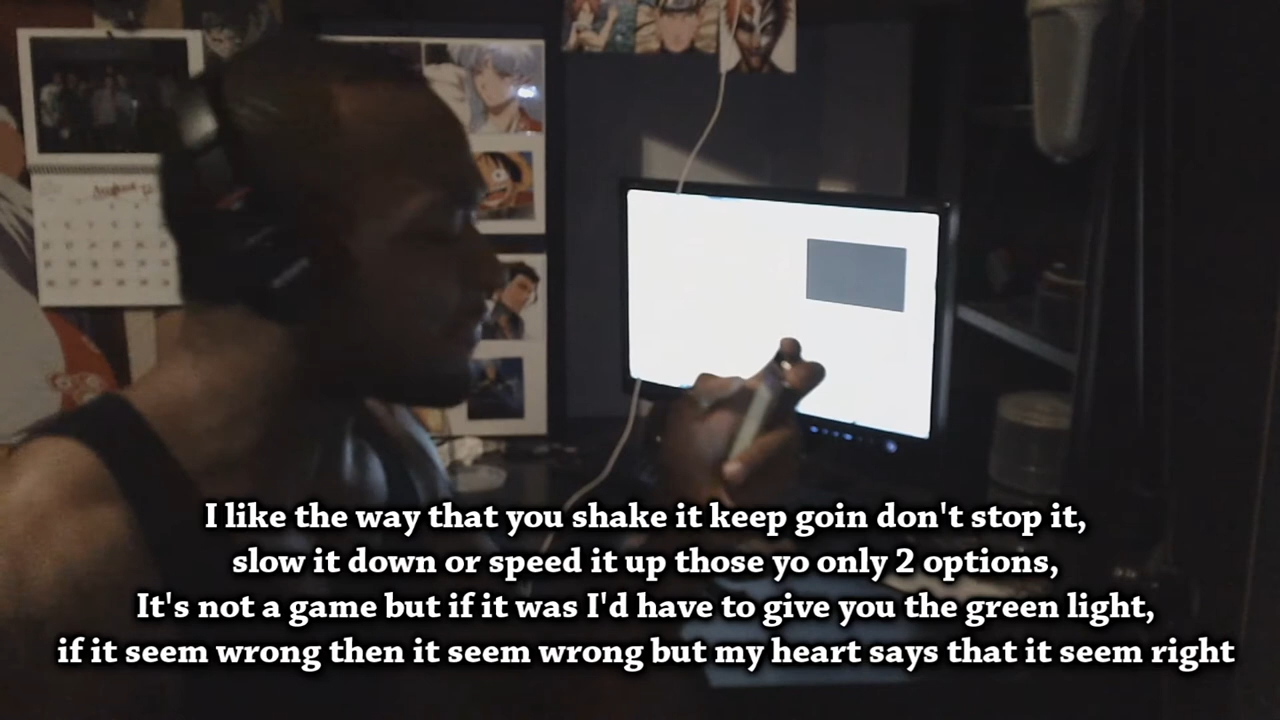 I like the way that you shake it keep goin don't stop it,
slow it down or speed it up those yo only 2 options,
It's not a game but if it was I'd have to give you the green light,
if it seem wrong then it seem wrong but my heart says that it seem right